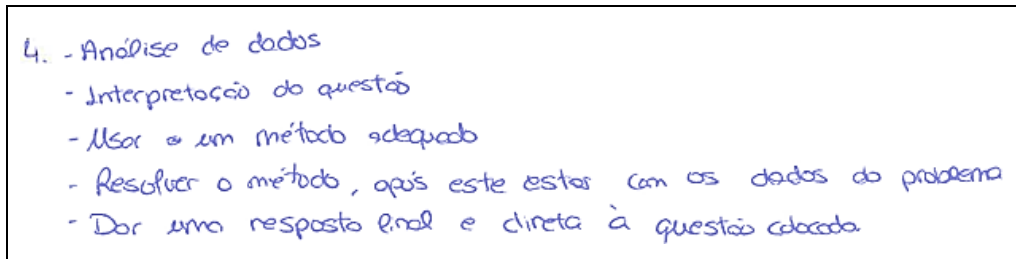 4. - Análise de dados
- Interpretação da questão
- Usar um método adequado
- Resolver o método, após este estar com os dados do problema
- Dar uma resposta final e direta à questão colocada.